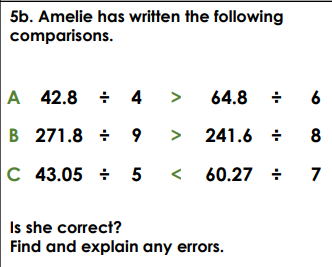 5b. Amelie has written the following
comparisons.
A 42.8 ÷ 4 > 64.8 ÷ 6
B 271.8 ÷ 9 > 241.6 ÷ 8
C 43.05 ÷ 5 < 60.27 ÷ 7
Is she correct?
Find and explain any errors.